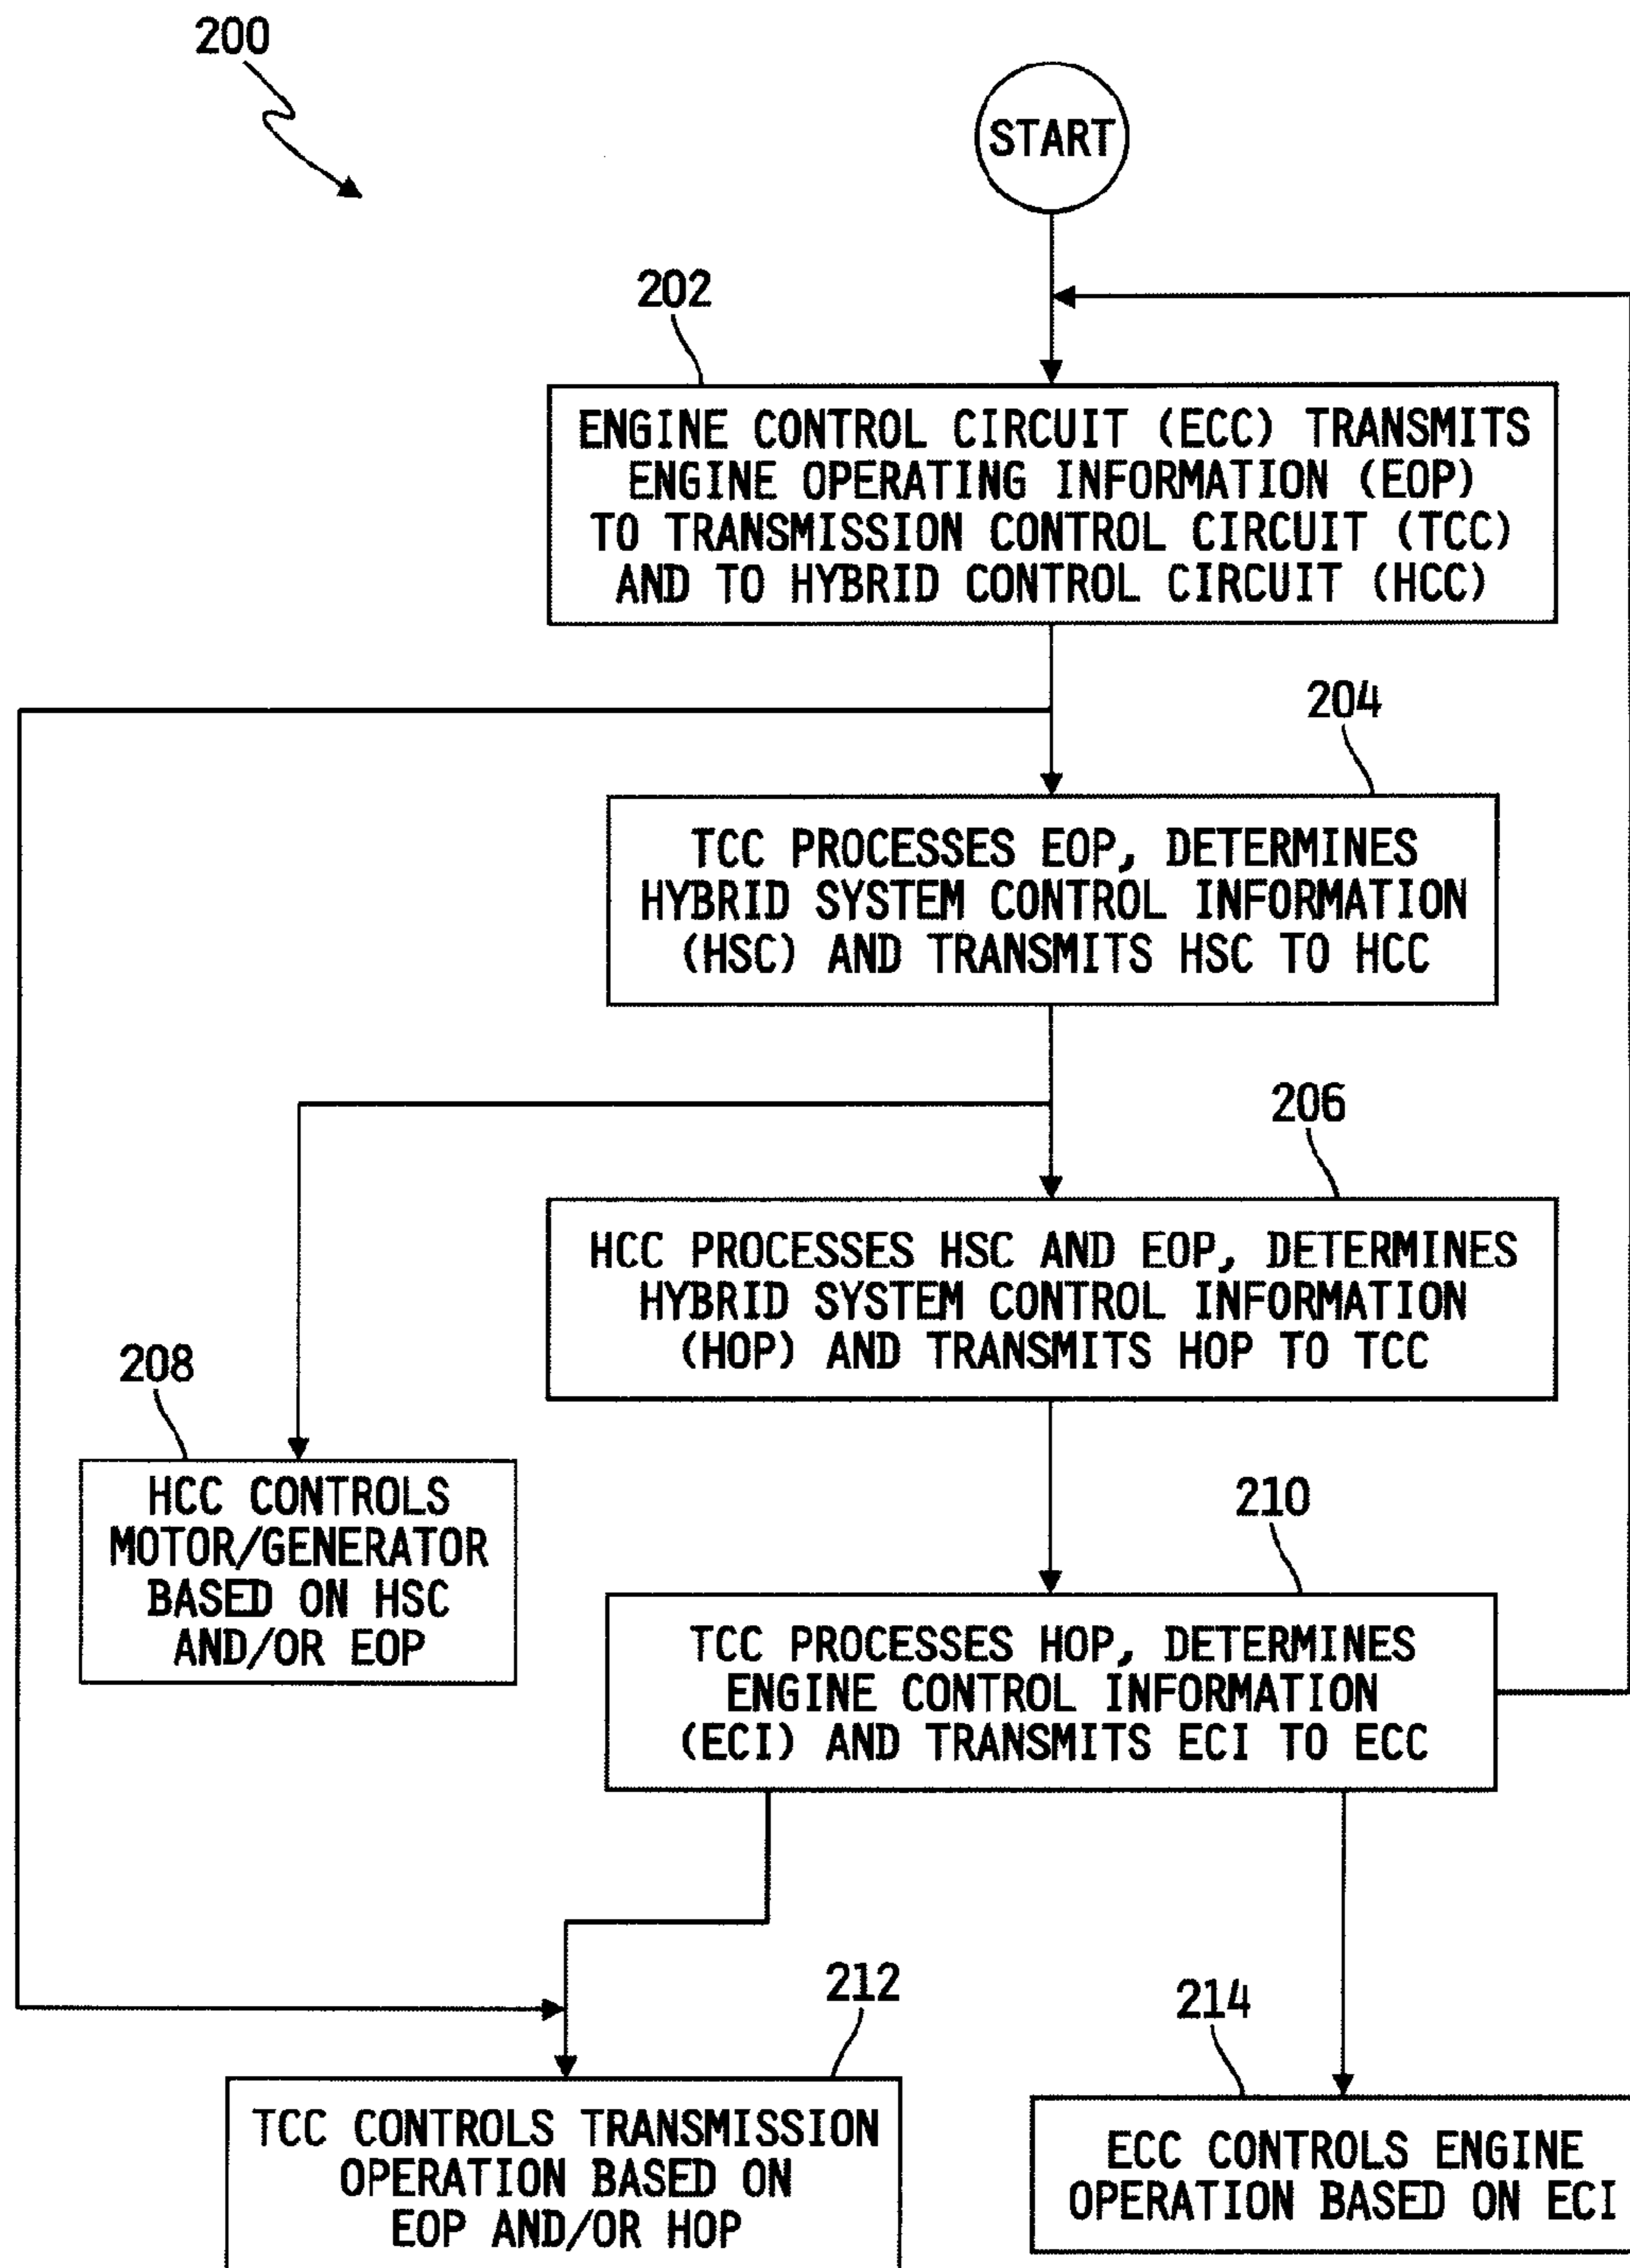 200
START
202
ENGINE CONTROL CIRCUIT (ECC) TRANSMITS
ENGINE OPERATING INFORMATION (EOP)
TO TRANSMISSION CONTROL CIRCUIT (TCC)
AND TO HYBRID CONTROL CIRCUIT (HCC)
204
TCC PROCESSES EOP, DETERMINES
HYBRID SYSTEM CONTROL INFORMATION
(HSC) AND TRANSMITS HSC TO HCC
206
HCC PROCESSES HSC AND EOP, DETERMINES
HYBRID SYSTEM CONTROL INFORMATION
(HOP) AND TRANSMITS HOP TO TCC
208
HCC CONTROLS
MOTOR/GENERATOR
BASED ON HSC
AND/OR EOP
210
TCC PROCESSES HOP, DETERMINES
ENGINE CONTROL INFORMATION
(ECI) AND TRANSMITS ECI TO ECC
212
TCC CONTROLS TRANSMISSION
OPERATION BASED ON
EOP AND/OR HOP
214
ECC CONTROLS ENGINE
OPERATION BASED ON ECI